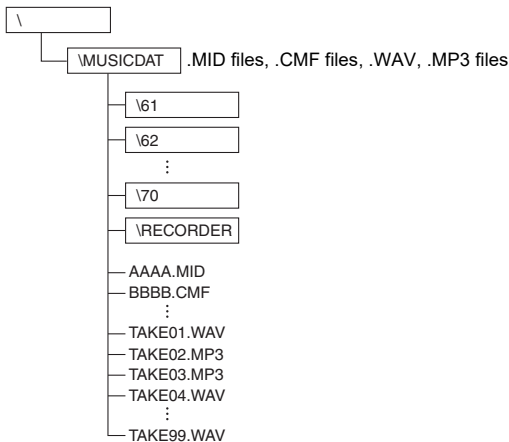 \
\MUSICDAT .MID files, .CMF files, .WAV, .MP3 files
\61
\62
⋮
\70
\RECORDER
AAAA.MID
BBBB.CMF
⋮
TAKE01.WAV
TAKE02.MP3
TAKE03.MP3
TAKE04.WAV
⋮
TAKE99.WAV